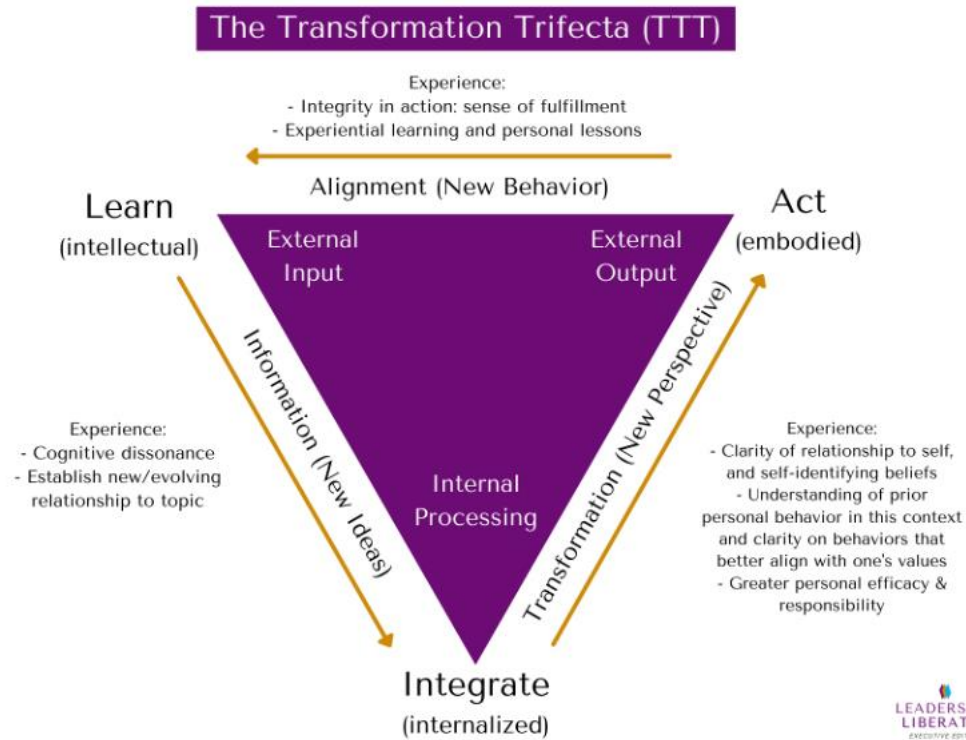 The Transformation Trifecta (TTT)
Experience:
- Integrity in action: sense of fulfillment
- Experiential learning and personal lessons
Alignment (New Behavior)
Learn
(intellectual)
Act
(embodied)
External
Input
External
Output
Information (New Ideas)
Transformation (New Perspective)
Internal
Processing
Experience:
- Cognitive dissonance
- Establish new/evolving
relationship to topic
Experience:
- Clarity of relationship to self,
and self-identifying beliefs
- Understanding of prior
personal behavior in this context
and clarity on behaviors that
better align with one's values
- Greater personal efficacy &
responsibility
Integrate
(internalized)